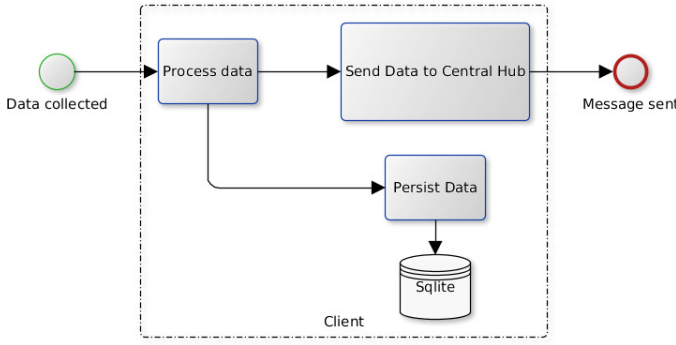 Process data
Send Data to Central Hub
Data collected
Message sent
Persist Data
Sqlite
Client